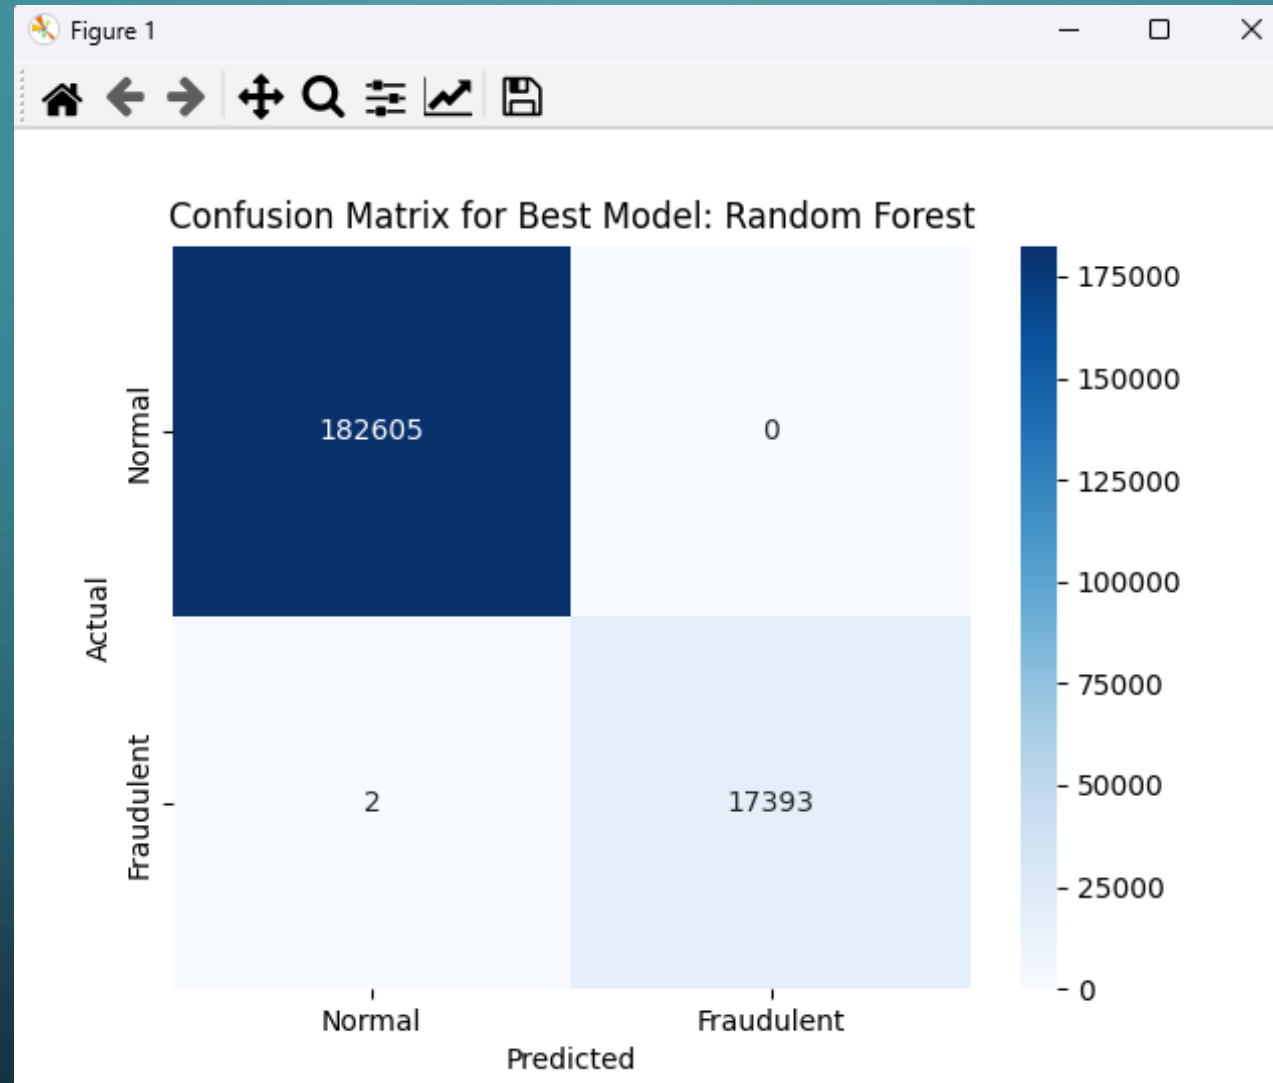 Figure 1
Confusion Matrix for Best Model: Random Forest
Normal
182605
0
Actual
Fraudulent
2
17393
Normal
Fraudulent
Predicted
175000
150000
125000
100000
75000
50000
25000
0